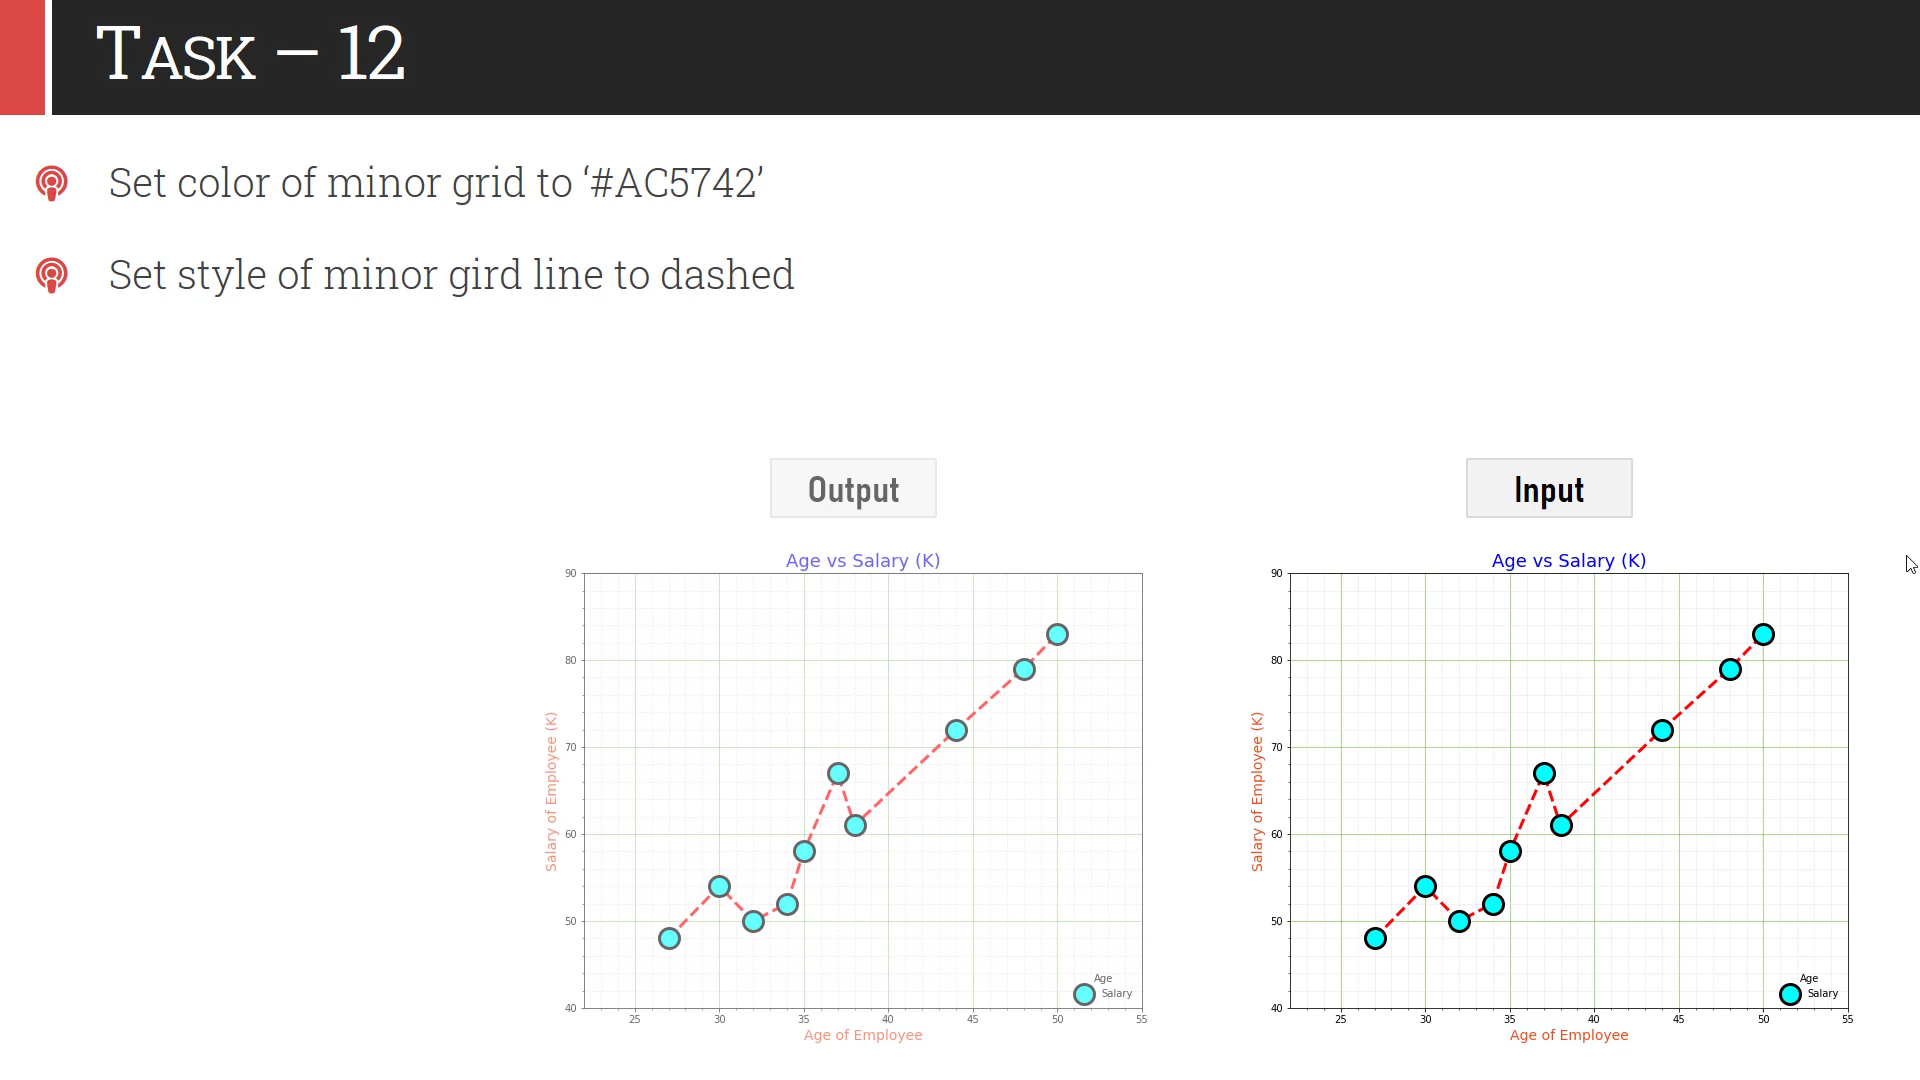 TASK – 12
Set color of minor grid to ‘#AC5742’
Set style of minor gird line to dashed
Output
Input
Age vs Salary (K)
90
80
70
60
50
40
Salary of Employee (K)
Age
Salary
25 30 35 40 45 50 55
Age of Employee
Age vs Salary (K)
90
80
70
60
50
40
Salary of Employee (K)
Age
Salary
25 30 35 40 45 50 55
Age of Employee